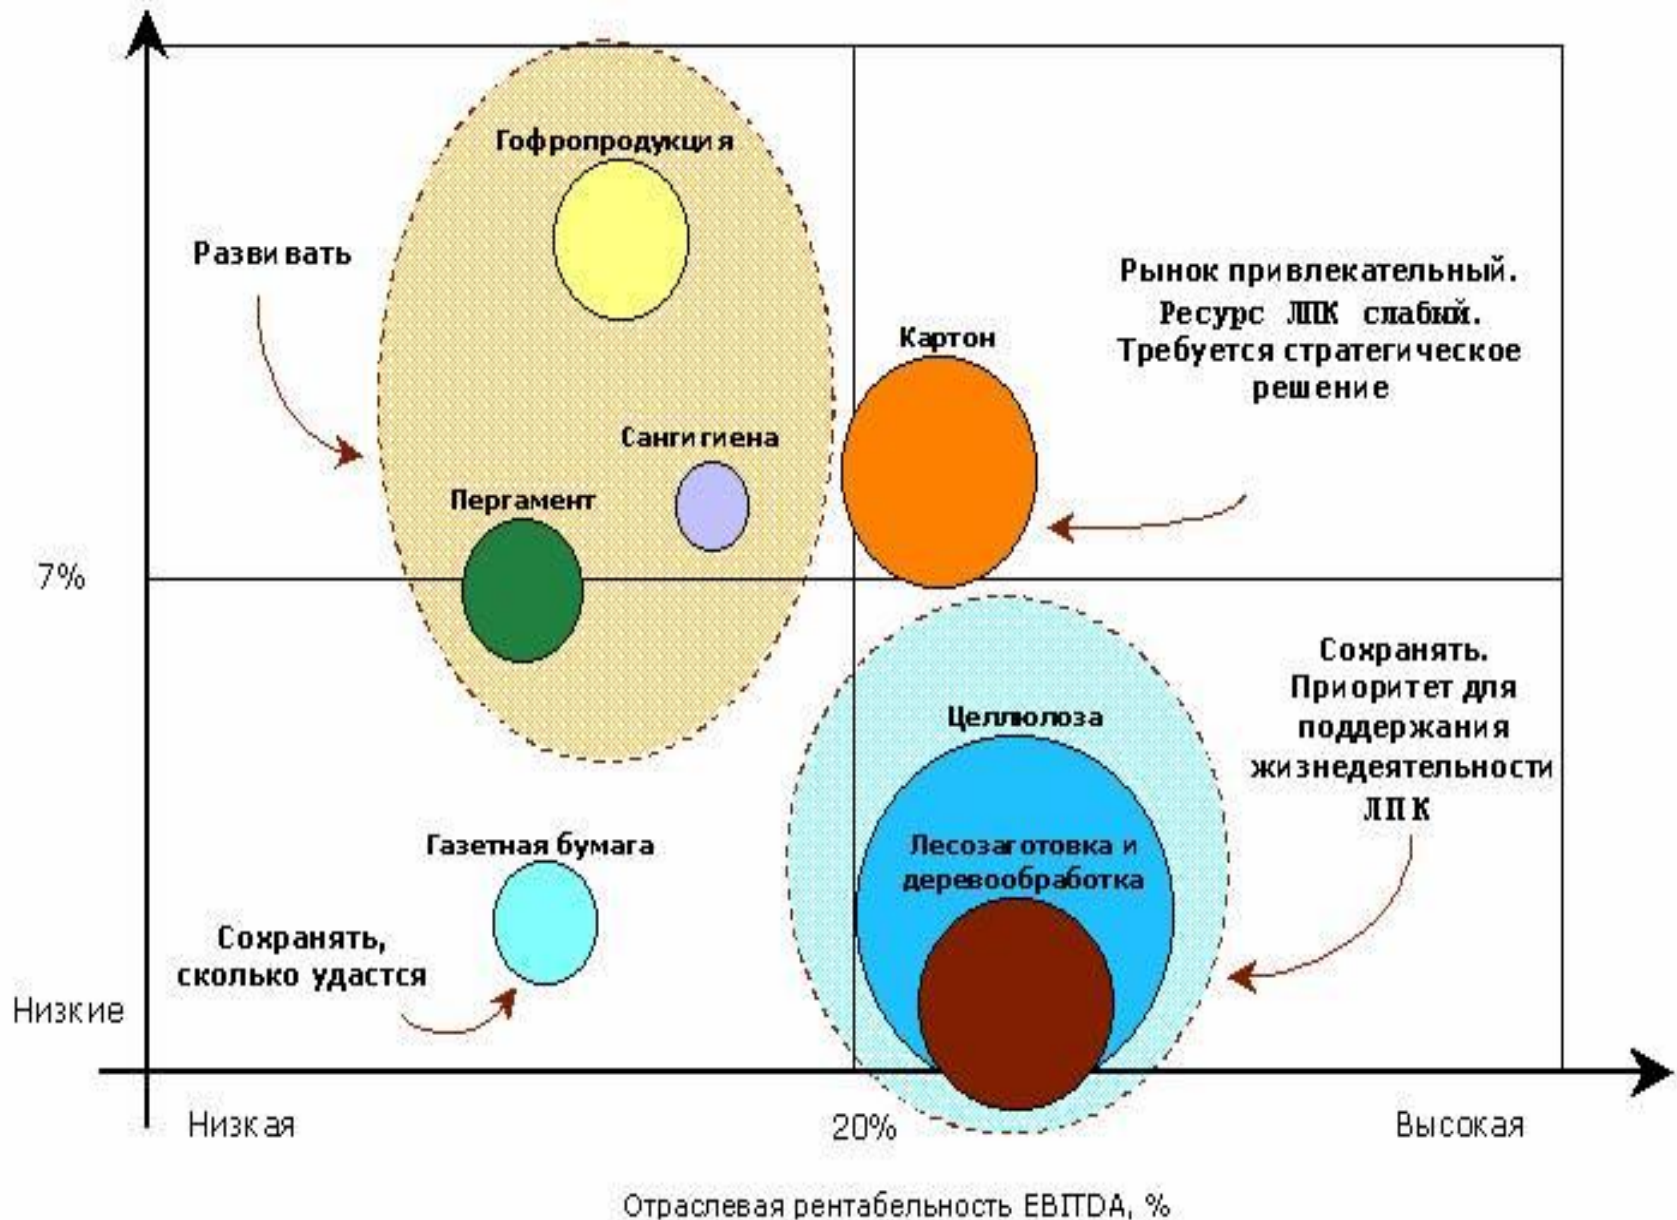 Гофропродукция
Развивать
Рынок привлекательный.
Ресурс ЛПК слабый.
Требуется стратегическое
решение
Картон
Сангигиена
Пергамент
7%
Сохранять.
Приоритет для
поддержания
жизнедеятельности
ЛПК
Целлюлоза
Газетная бумага
Лесозаготовка и
деревообработка
Сохранять,
сколько удастся
Низкие
Низкая
20%
Высокая
Отраслевая рентабельность EBITDA, %